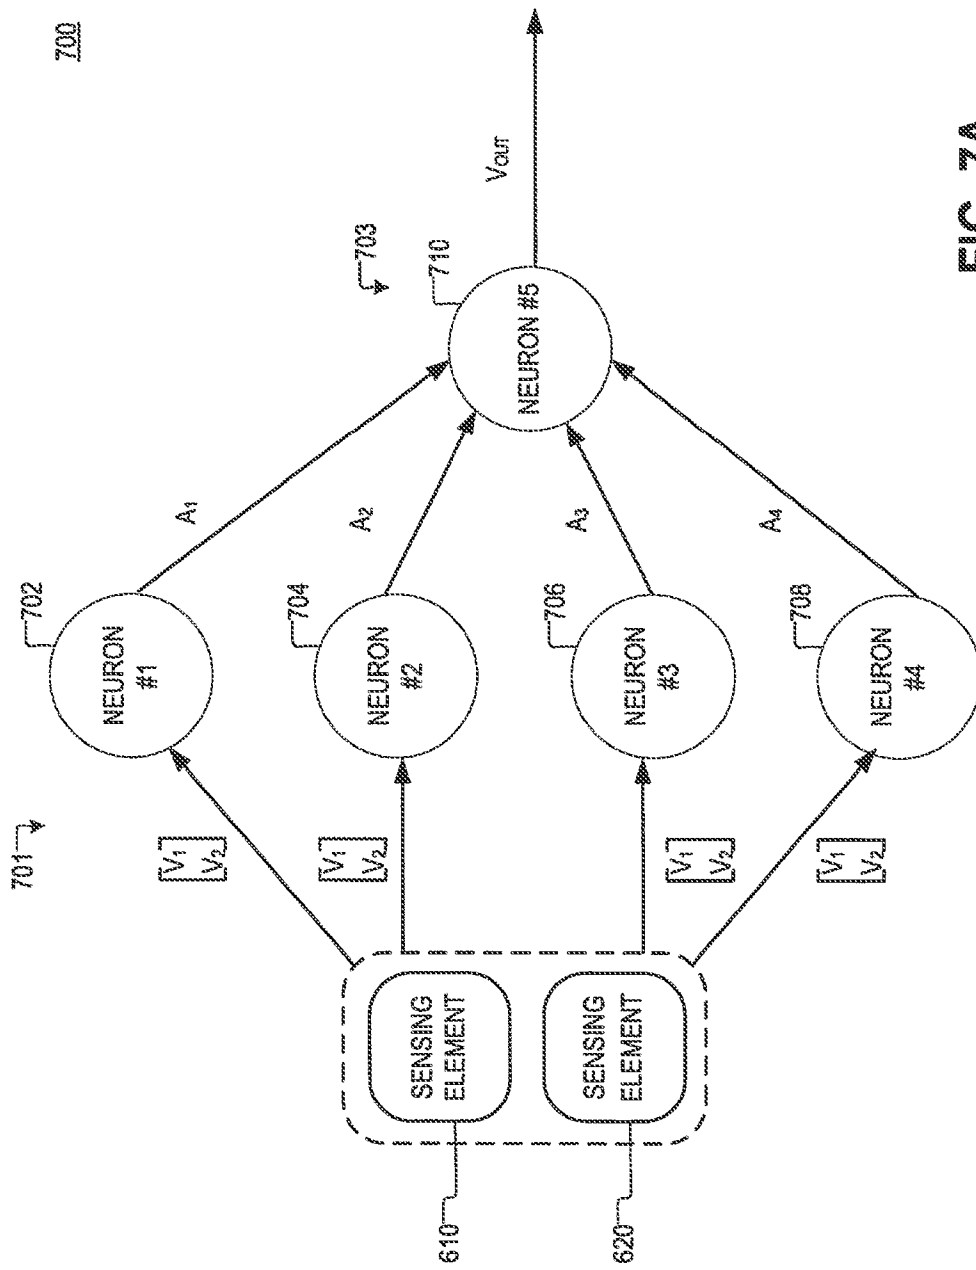 700
701
703
NEURON
#1
702
NEURON
#2
704
NEURON
#3
706
NEURON
#4
708
NEURON #5
710
SENSING
ELEMENT
610
SENSING
ELEMENT
620
V1
V2
V1
V2
V1
V2
V1
V2
A1
A2
A3
A4
VOUT
FIG. 7A